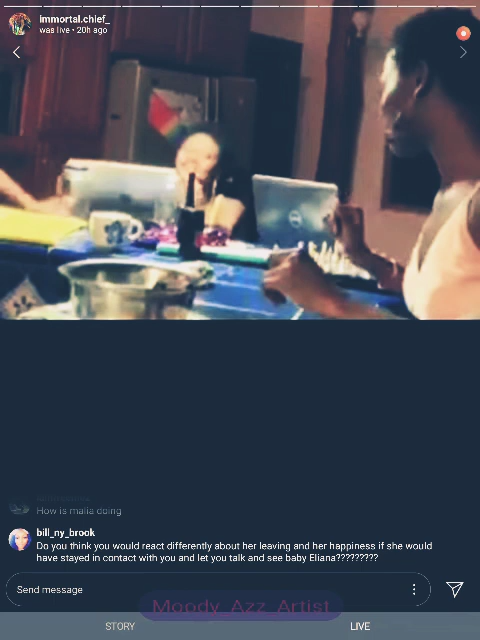 immortal.chief_
was live • 20h ago
How is malia doing
bill_ny_brook
Do you think you would react differently about her leaving and her happiness if she would
have stayed in contact with you and let you talk and see baby Eliana?????????
Send message
Moody_Azz_Artist
STORY
LIVE